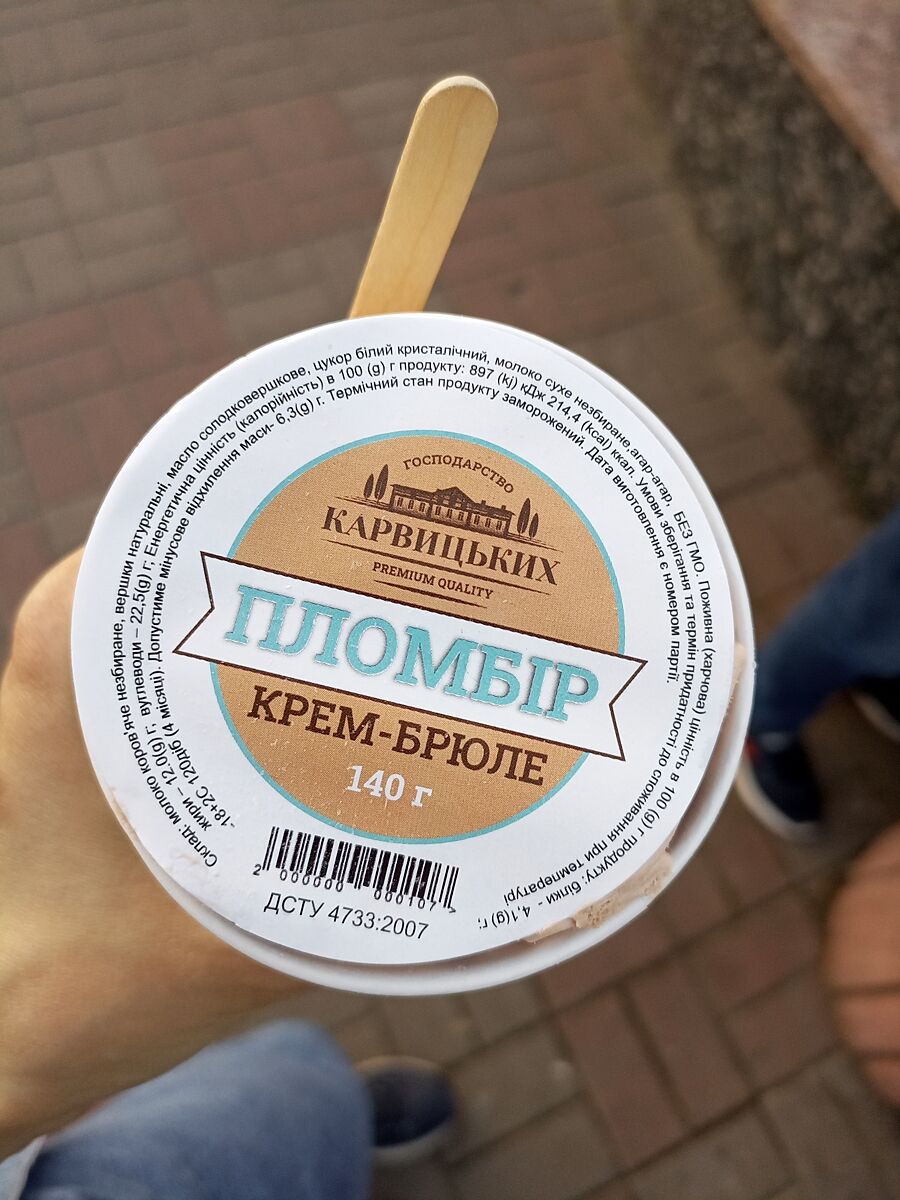 ГОСПОДАРСТВО
КАРВИЦЬКИХ
PREMIUM QUALITY
ПЛОМБІР
КРЕМ-БРЮЛЕ
140 г
2 000000 000107 >
ДСТУ 4733:2007
Склад: молоко коров'яче незбиране, вершки натуральні, масло солодковершкове, цукор білий кристалічний, молоко сухе незбиране,агар-агар, БЕЗ ГМО. Поживна (харчова) цінність в 100 (g) г продукту: білки - 4,1(g) г;
жири – 12,0(g) г; вуглеводи – 22,5(g) г; Енергетична цінність (калорійність) в 100 (g) г продукту: 897 (kj) кДж 214,4 (kcal) ккал. Умови зберігання та термін придатності до споживання при температурі
-18+2С 120діб (4 місяці). Допустиме мінусове відхилення маси- 6,3(g) г. Термічний стан продукту заморожений. Дата виготовлення є номером партії.